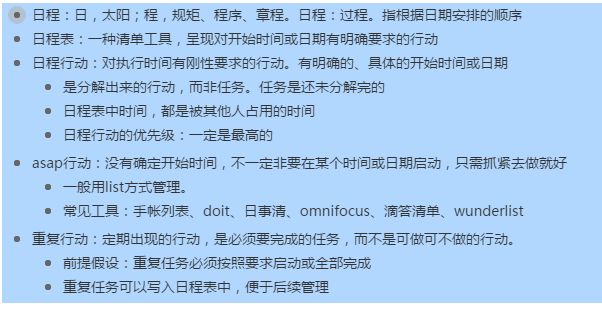 日程：日，太阳；程，规矩、程序、章程。日程：过程。指根据日期安排的顺序
日程表：一种清单工具，呈现对开始时间或日期有明确要求的行动
日程行动：对执行时间有刚性要求的行动。有明确的、具体的开始时间或日期
是分解出来的行动，而非任务。任务是还未分解完的
日程表中时间，都是被其他人占用的时间
日程行动的优先级：一定是最高的
asap行动：没有确定开始时间，不一定非要在某个时间或日期启动，只需抓紧去做就好
一般用list方式管理。
常见工具：手帐列表、doit、日事清、omnifocus、滴答清单、wunderlist
重复行动：定期出现的行动，是必须要完成的任务，而不是可做可不做的行动。
前提假设：重复任务必须按照要求启动或全部完成
重复任务可以写入日程表中，便于后续管理